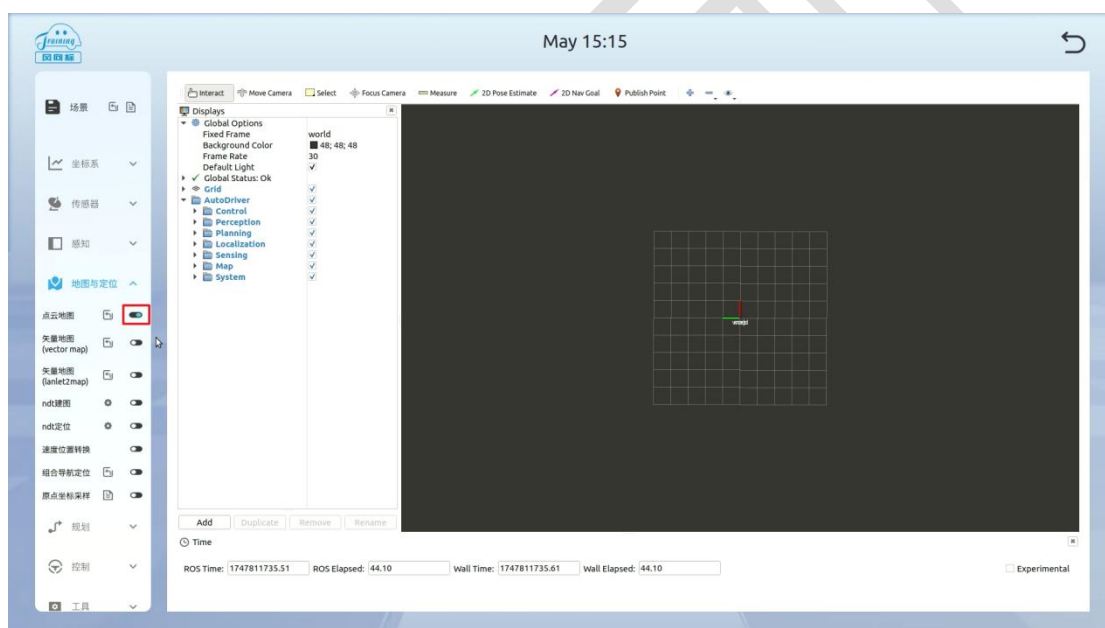 Training
May 15:15
场景
坐标系
传感器
感知
地图与定位
点云地图
矢量地图
(vector map)
矢量地图
(lanlet2map)
ndt建图
ndt定位
速度位置转换
组合导航定位
原点坐标采样
规划
控制
工具
Interact Move Camera Select Focus Camera Measure 2D Pose Estimate 2D Nav Goal Publish Point
Displays
Global Options
Fixed Frame world
Background Color 48; 48; 48
Frame Rate 30
Default Light
Global Status: Ok
Grid
AutoDriver
Control
Perception
Planning
Localization
Sensing
Map
System
world
Add Duplicate Remove Rename
Time
ROS Time: 1747811735.51 ROS Elapsed: 44.10 Wall Time: 1747811735.61 Wall Elapsed: 44.10 Experimental